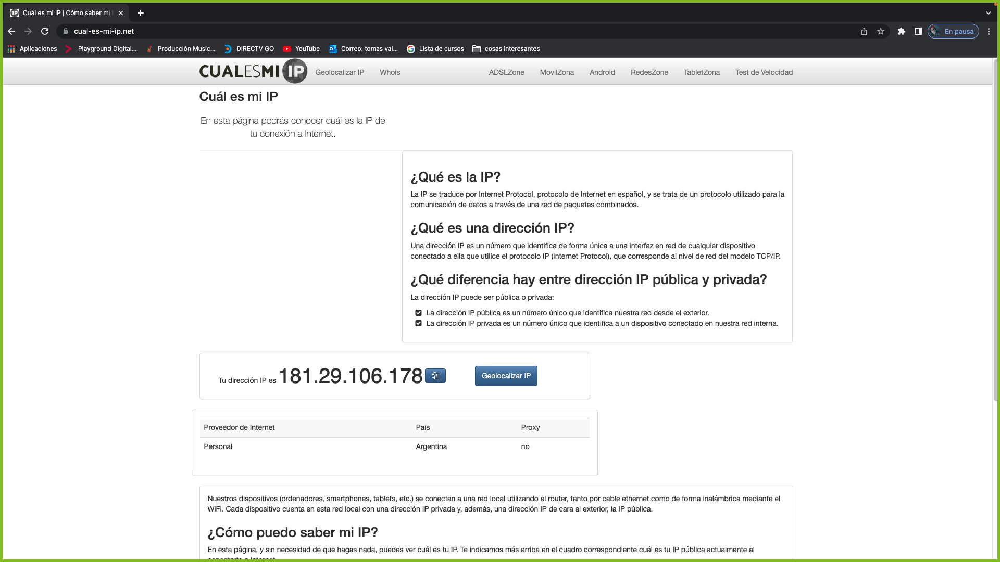 Cuál es mi IP | Cómo saber mi
cual-es-mi-ip.net
En pausa
Aplicaciones
Playground Digital...
Producción Music...
DIRECTV GO
YouTube
Correo: tomas val...
Lista de cursos
cosas interesantes
CUALESMI IP
Geolocalizar IP
Whois
ADSLZone
MovilZona
Android
RedesZone
TabletZona
Test de Velocidad
Cuál es mi IP
En esta página podrás conocer cuál es la IP de
tu conexión a Internet.
¿Qué es la IP?
La IP se traduce por Internet Protocol, protocolo de Internet en español, y se trata de un protocolo utilizado para la
comunicación de datos a través de una red de paquetes combinados.
¿Qué es una dirección IP?
Una dirección IP es un número que identifica de forma única a una interfaz en red de cualquier dispositivo
conectado a ella que utilice el protocolo IP (Internet Protocol), que corresponde al nivel de red del modelo TCP/IP.
¿Qué diferencia hay entre dirección IP pública y privada?
La dirección IP puede ser pública o privada:
La dirección IP pública es un número único que identifica nuestra red desde el exterior.
La dirección IP privada es un número único que identifica a un dispositivo conectado en nuestra red interna.
Tu dirección IP es 181.29.106.178
Geolocalizar IP
Proveedor de Internet Pais Proxy
Personal Argentina no
Nuestros dispositivos (ordenadores, smartphones, tablets, etc.) se conectan a una red local utilizando el router, tanto por cable ethernet como de forma inalámbrica mediante el
WiFi. Cada dispositivo cuenta en esta red local con una dirección IP privada y, además, una dirección IP de cara al exterior, la IP pública.
¿Cómo puedo saber mi IP?
En esta página, y sin necesidad de que hagas nada, puedes ver cuál es tu IP. Te indicamos más arriba en el cuadro correspondiente cuál es tu IP pública actualmente al
conectarte a Internet.